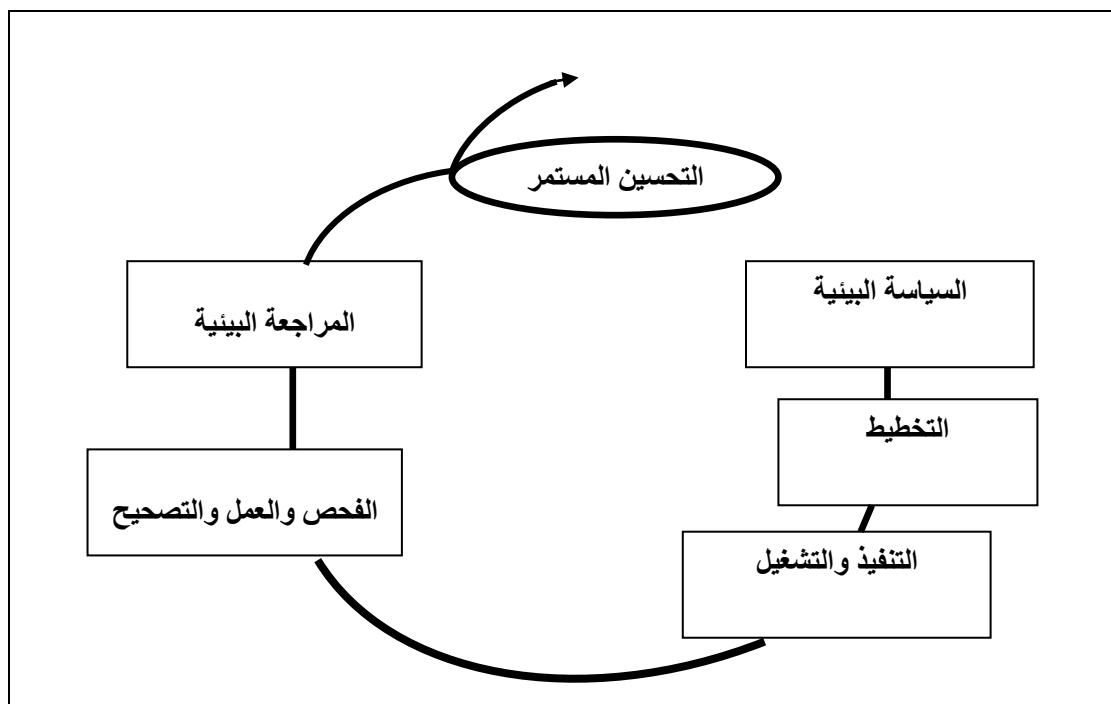 التحسين المستمر
السياسة البيئية
المراجعة البيئية
التخطيط
الفحص والعمل والتصحيح
التنفيذ والتشغيل